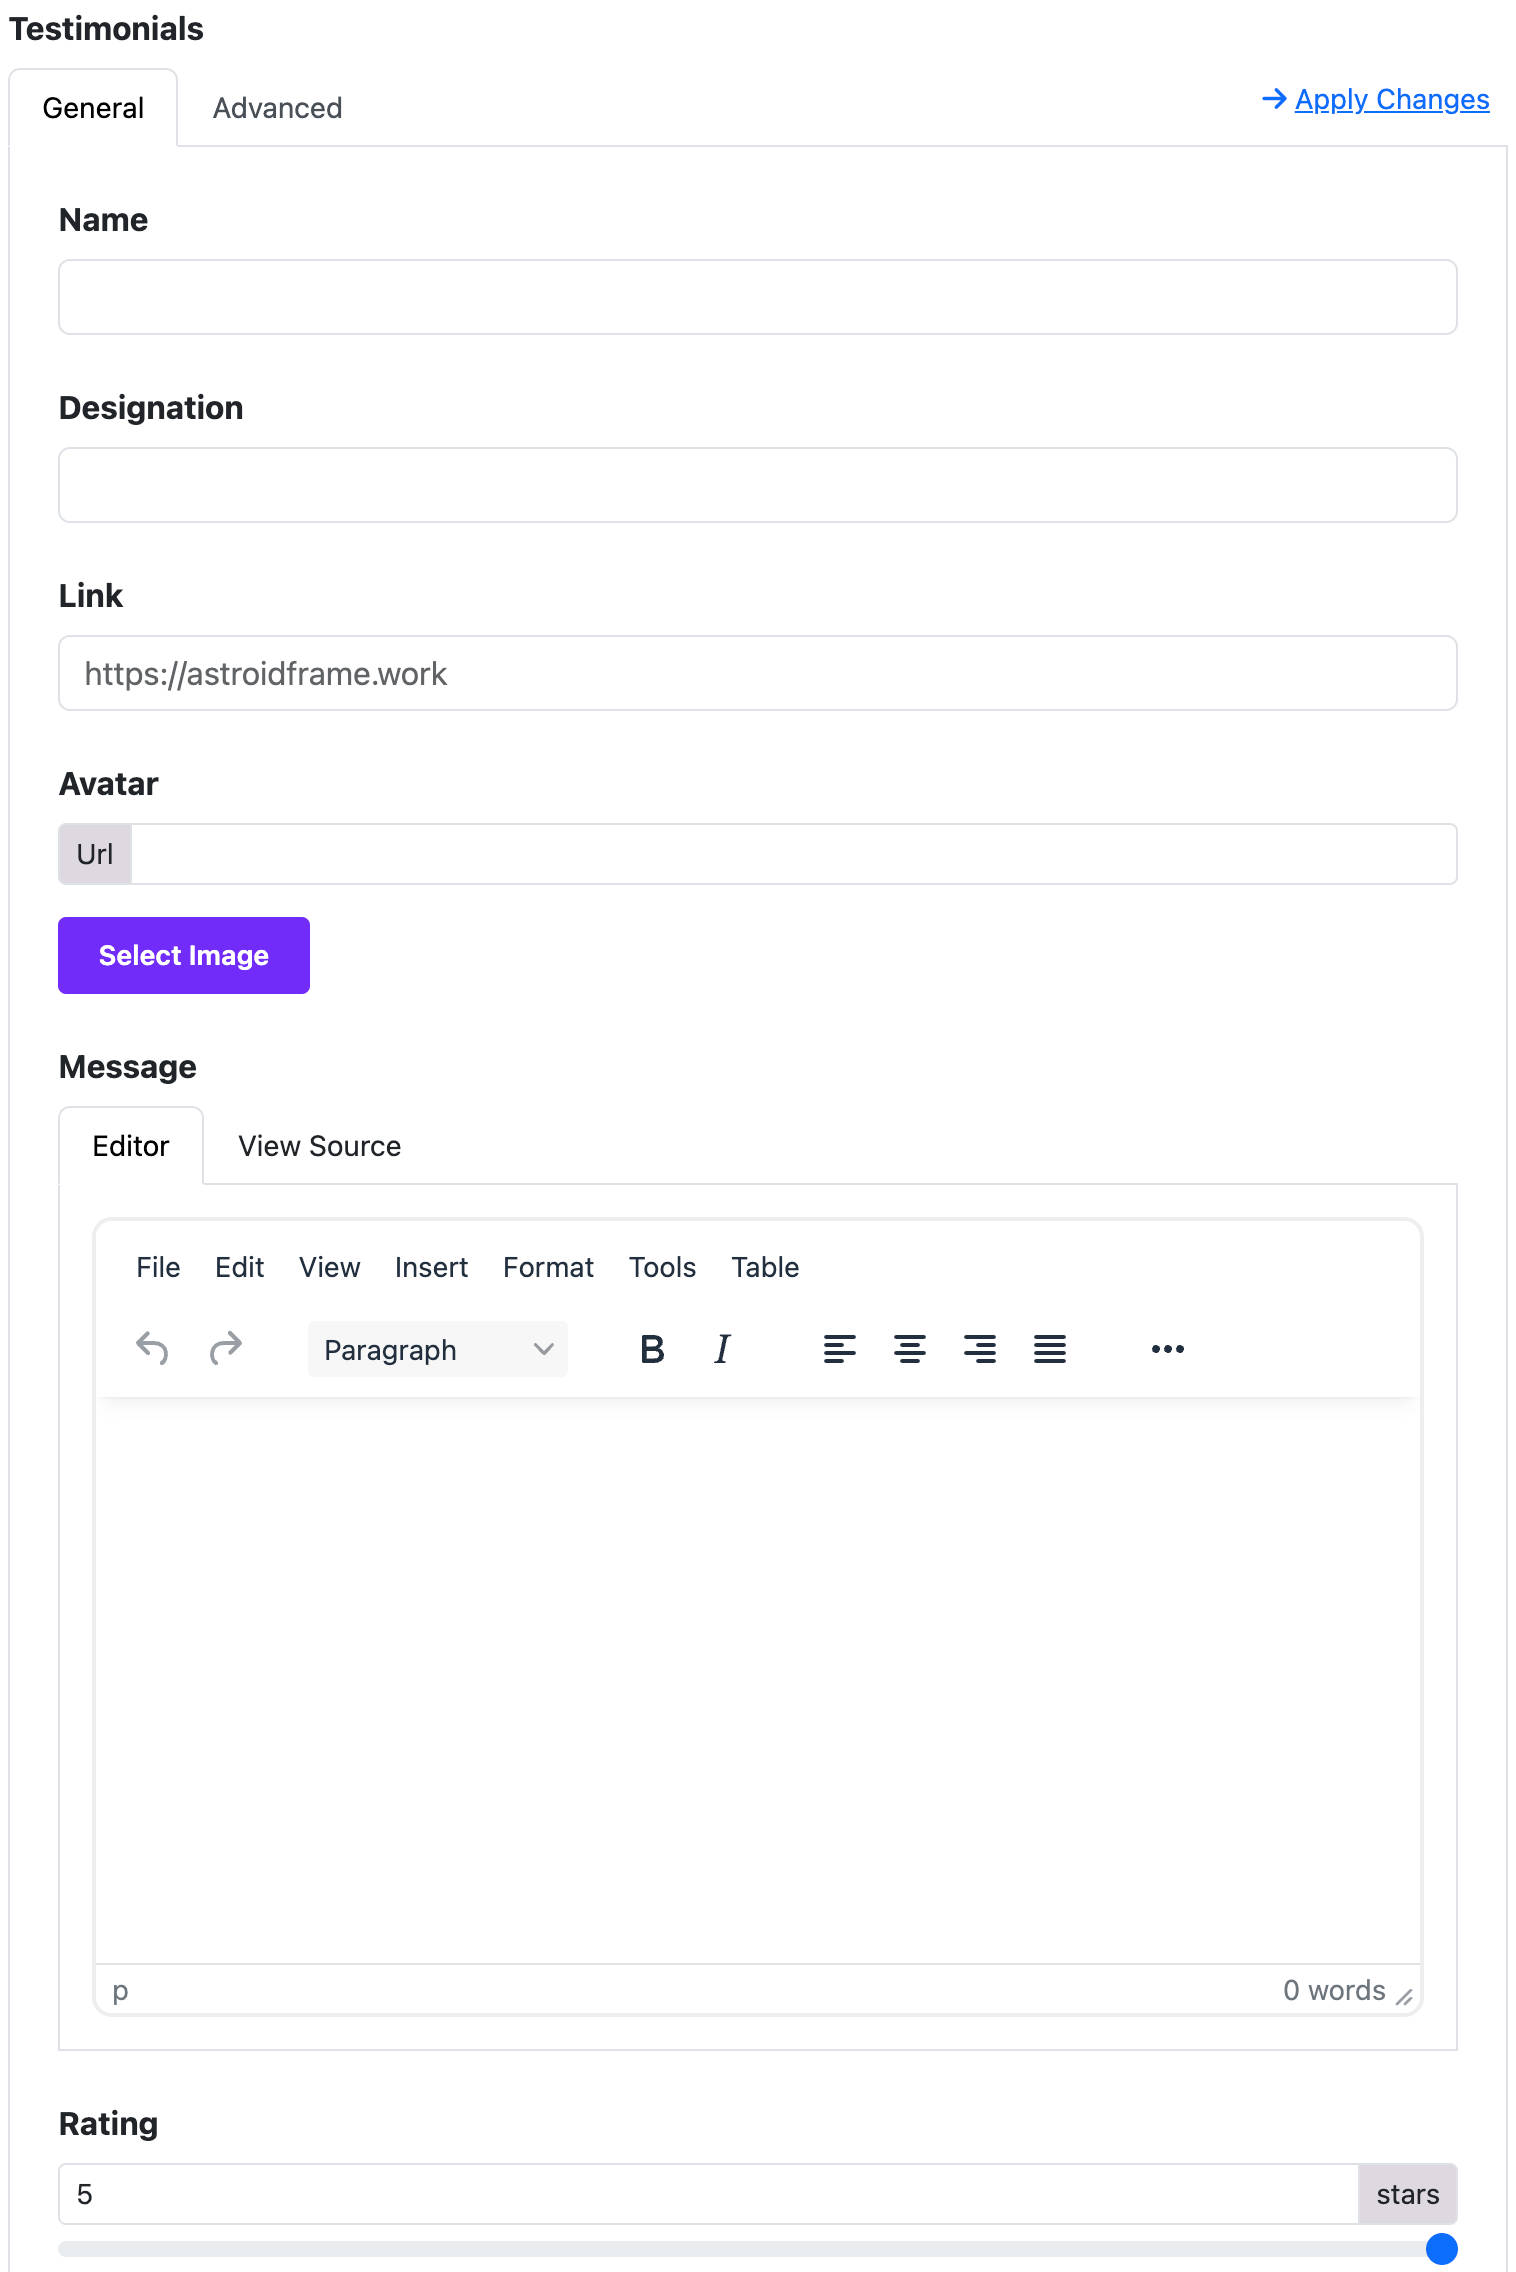 Testimonials
General Advanced Apply Changes
Name
Designation
Link
https://astroidframe.work
Avatar
Url
Select Image
Message
Editor View Source
File Edit View Insert Format Tools Table
Paragraph B I
p 0 words
Rating
5 stars